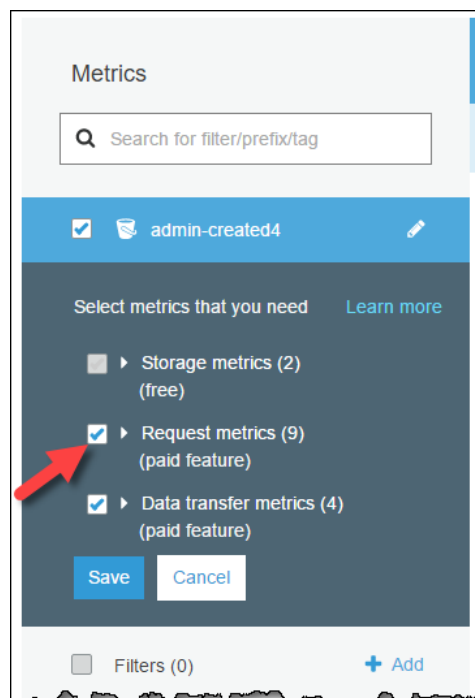 Metrics
Search for filter/prefix/tag
admin-created4
Select metrics that you need Learn more
Storage metrics (2)
(free)
Request metrics (9)
(paid feature)
Data transfer metrics (4)
(paid feature)
Save Cancel
Filters (0) + Add